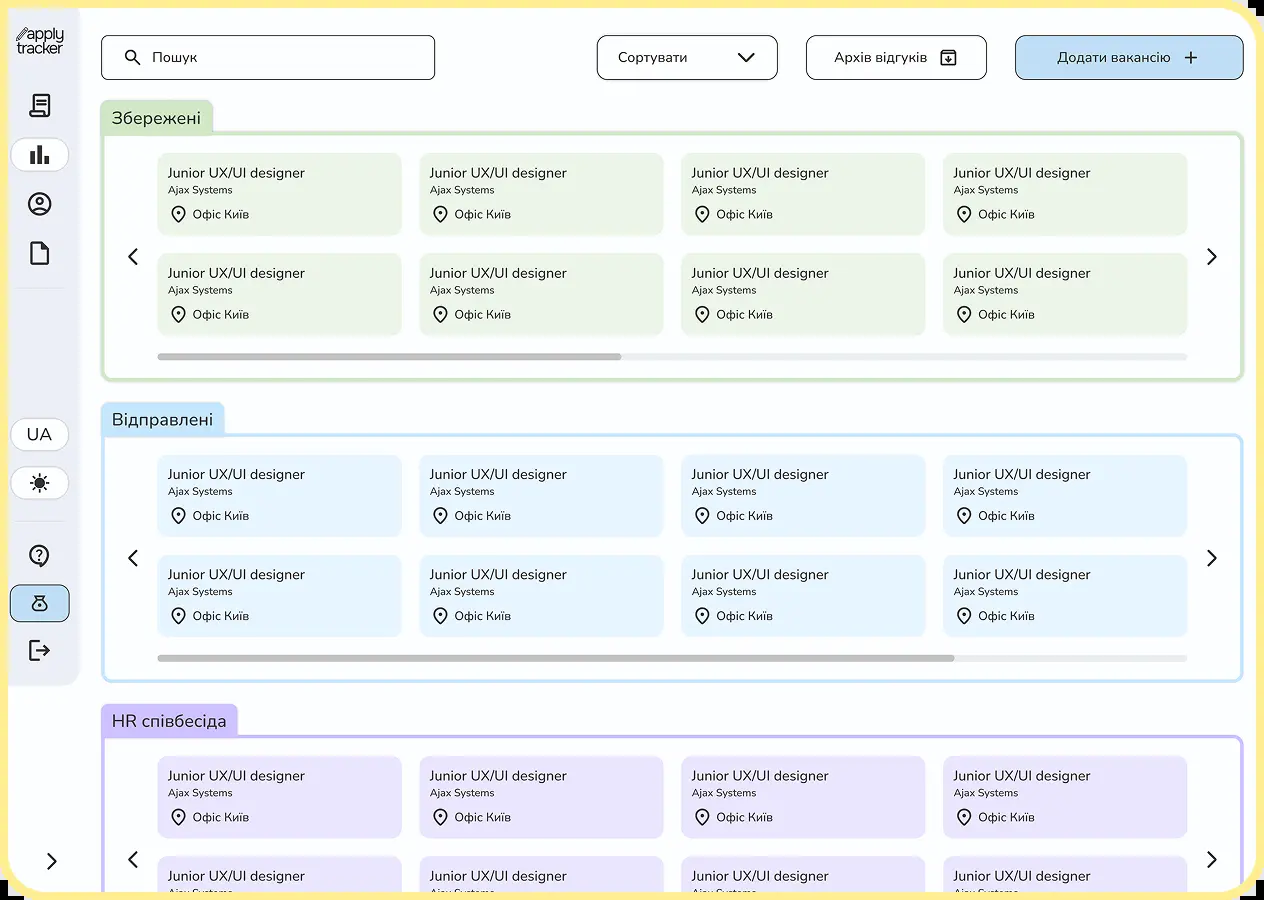 apply
tracker
Пошук
Сортувати
Архів відгуків
Додати вакансію
UA
Збережені
Junior UX/UI designer
Ajax Systems
Офіс Київ
Junior UX/UI designer
Ajax Systems
Офіс Київ
Junior UX/UI designer
Ajax Systems
Офіс Київ
Junior UX/UI designer
Ajax Systems
Офіс Київ
Junior UX/UI designer
Ajax Systems
Офіс Київ
Junior UX/UI designer
Ajax Systems
Офіс Київ
Junior UX/UI designer
Ajax Systems
Офіс Київ
Junior UX/UI designer
Ajax Systems
Офіс Київ
Відправлені
Junior UX/UI designer
Ajax Systems
Офіс Київ
Junior UX/UI designer
Ajax Systems
Офіс Київ
Junior UX/UI designer
Ajax Systems
Офіс Київ
Junior UX/UI designer
Ajax Systems
Офіс Київ
Junior UX/UI designer
Ajax Systems
Офіс Київ
Junior UX/UI designer
Ajax Systems
Офіс Київ
Junior UX/UI designer
Ajax Systems
Офіс Київ
Junior UX/UI designer
Ajax Systems
Офіс Київ
HR співбесіда
Junior UX/UI designer
Ajax Systems
Офіс Київ
Junior UX/UI designer
Ajax Systems
Офіс Київ
Junior UX/UI designer
Ajax Systems
Офіс Київ
Junior UX/UI designer
Ajax Systems
Офіс Київ
Junior UX/UI designer
Junior UX/UI designer
Junior UX/UI designer
Junior UX/UI designer